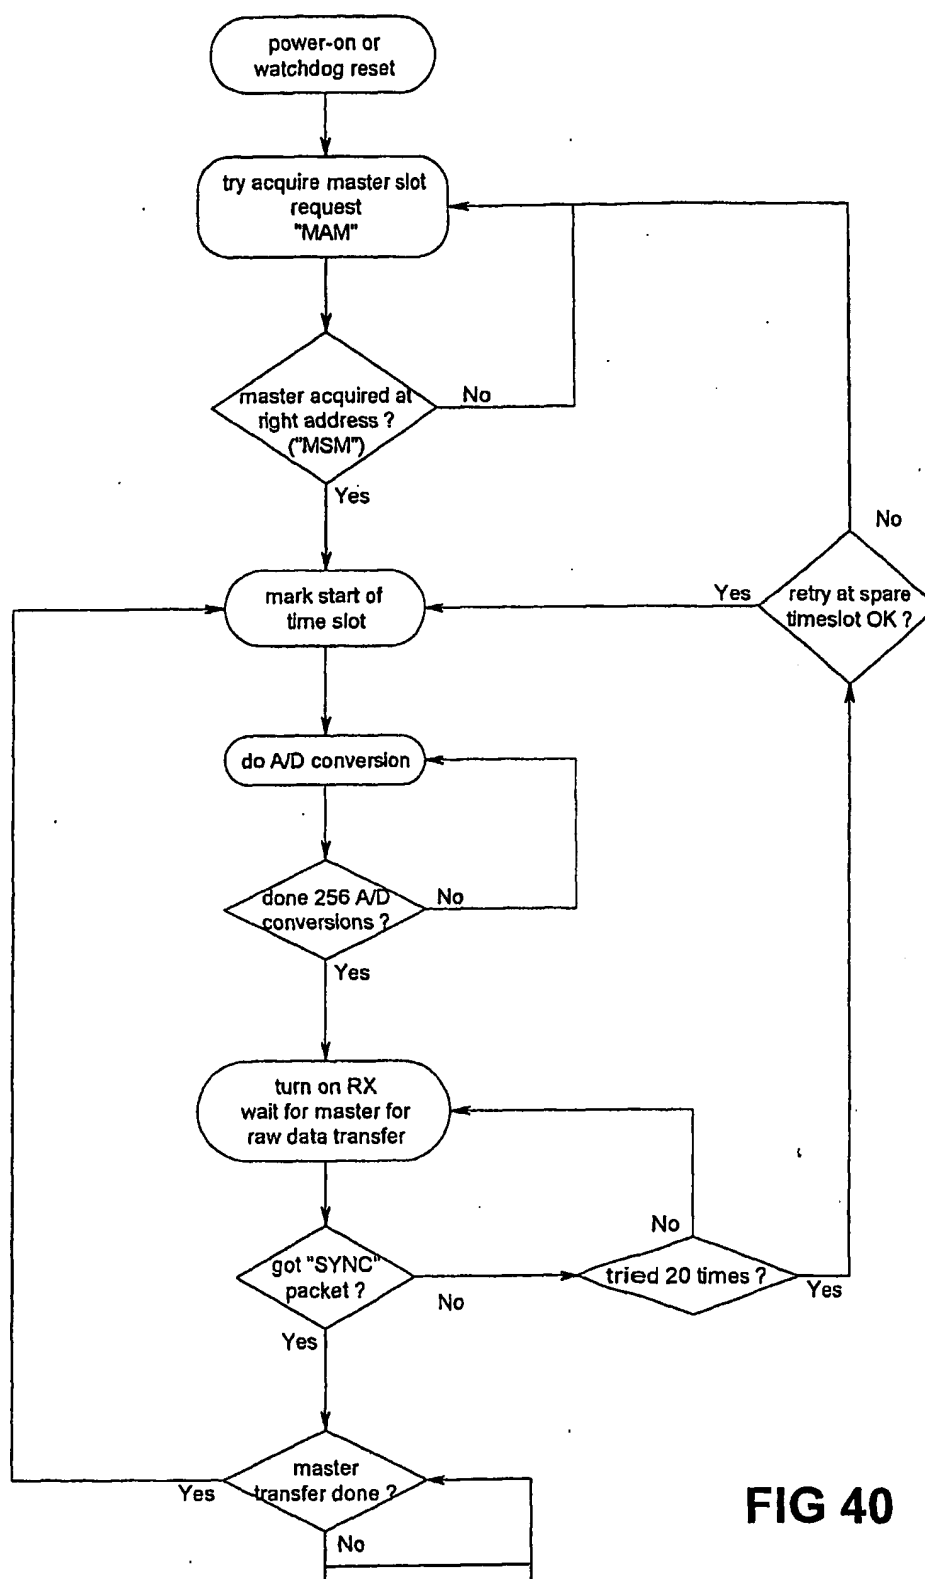 power-on or
watchdog reset
try acquire master slot
request
"MAM"
master acquired at
right address ?
("MSM")
No
Yes
No
mark start of
time slot
Yes
retry at spare
timeslot OK ?
do A/D conversion
done 256 A/D
conversions ?
No
Yes
turn on RX
wait for master for
raw data transfer
No
got "SYNC"
packet ?
No
tried 20 times ?
Yes
Yes
master
transfer done ?
Yes
No
FIG 40